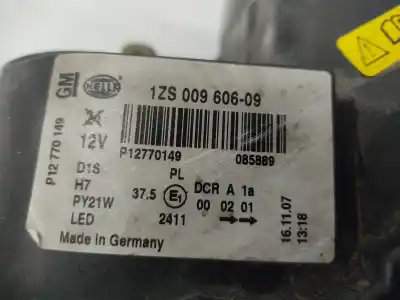 GM
HELLA
1ZS 009 606-09
P12 770 149
12V
P12770149
085889
D1S
PL
H7
37.5
E1
DCR A 1a
PY21W
00 02 01
LED
2411
Made in Germany
16.11.07
13:18